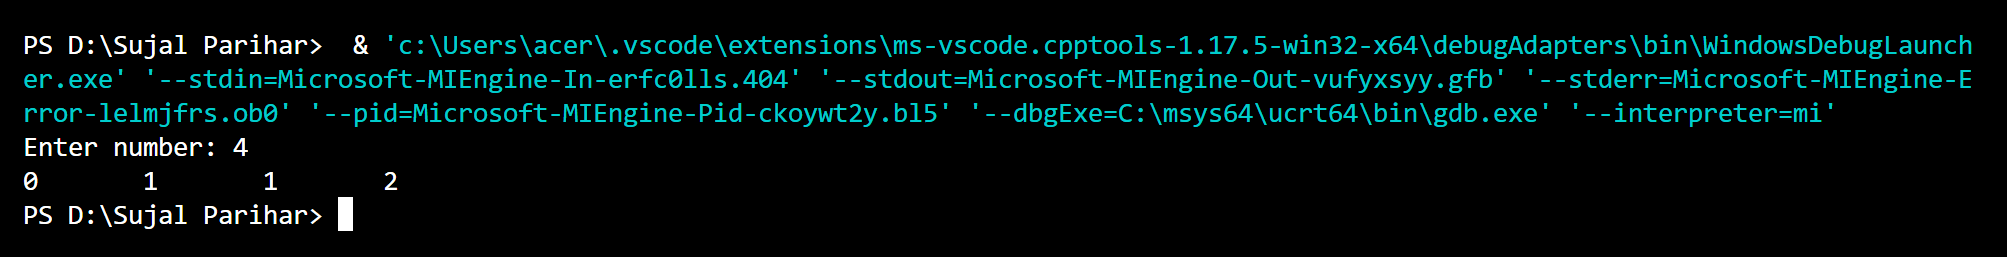 PS D:\Sujal Parihar>  & 'c:\Users\acer\.vscode\extensions\ms-vscode.cpptools-1.17.5-win32-x64\debugAdapters\bin\WindowsDebugLaunch
er.exe' '--stdin=Microsoft-MIEngine-In-erfc0lls.404' '--stdout=Microsoft-MIEngine-Out-vufyxsyy.gfb' '--stderr=Microsoft-MIEngine-E
rror-lelmjfrs.ob0' '--pid=Microsoft-MIEngine-Pid-ckoywt2y.bl5' '--dbgExe=C:\msys64\ucrt64\bin\gdb.exe' '--interpreter=mi'
Enter number: 4
0       1       1       2
PS D:\Sujal Parihar>